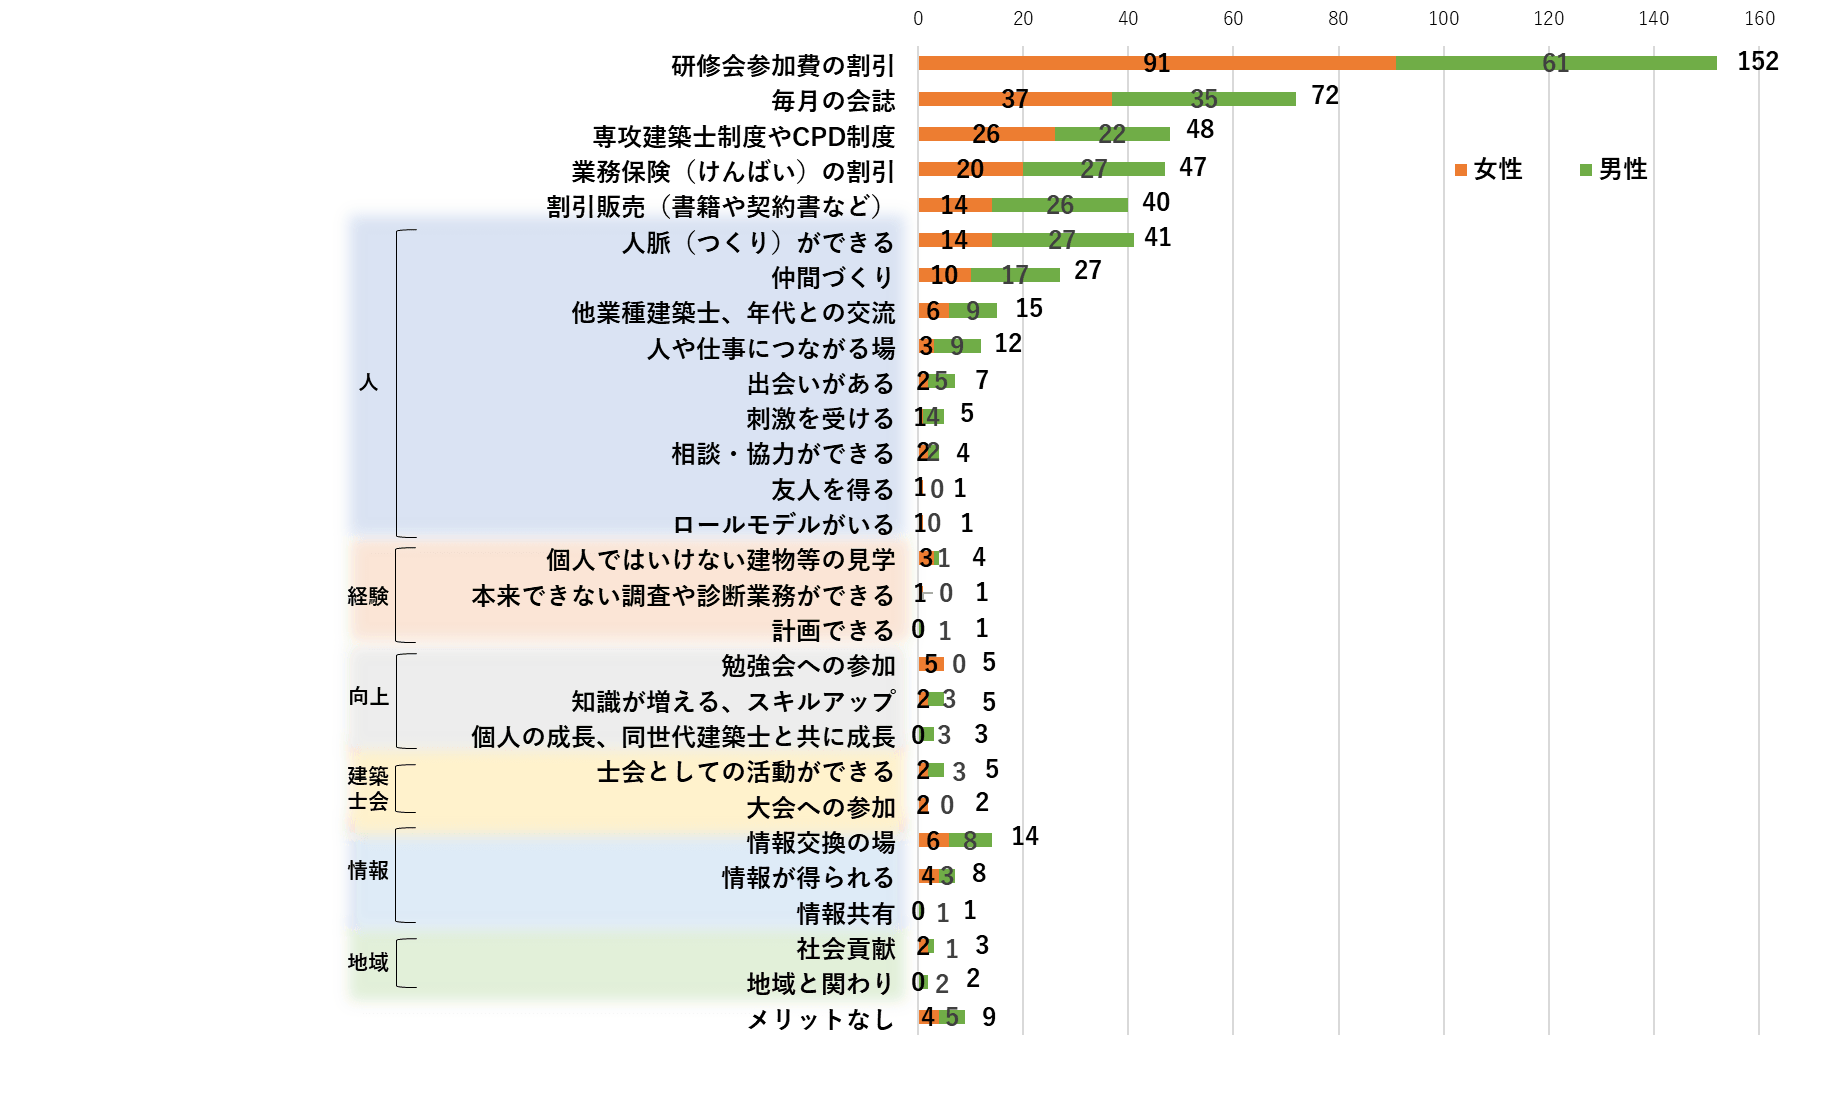 0 20 40 60 80 100 120 140 160
研修会参加費の割引 91 61 152
毎月の会誌 37 35 72
専攻建築士制度やCPD制度 26 22 48
業務保険（けんばい）の割引 20 27 47
女性 男性
割引販売（書籍や契約書など） 14 26 40
人
人脈（つくり）ができる 14 27 41
仲間づくり 10 17 27
他業種建築士、年代との交流 6 9 15
人や仕事につながる場 3 9 12
出会いがある 2 5 7
刺激を受ける 1 4 5
相談・協力ができる 2 2 4
友人を得る 1 0 1
ロールモデルがいる 1 0 1
経験
個人ではいけない建物等の見学 3 1 4
本来できない調査や診断業務ができる 1 0 1
計画できる 0 1 1
向上
勉強会への参加 5 0 5
知識が増える、スキルアップ 2 3 5
個人の成長、同世代建築士と共に成長 0 3 3
建築
士会
士会としての活動ができる 2 3 5
大会への参加 2 0 2
情報
情報交換の場 6 8 14
情報が得られる 4 3 8
情報共有 0 1 1
地域
社会貢献 2 1 3
地域と関わり 0 2 2
メリットなし 4 5 9